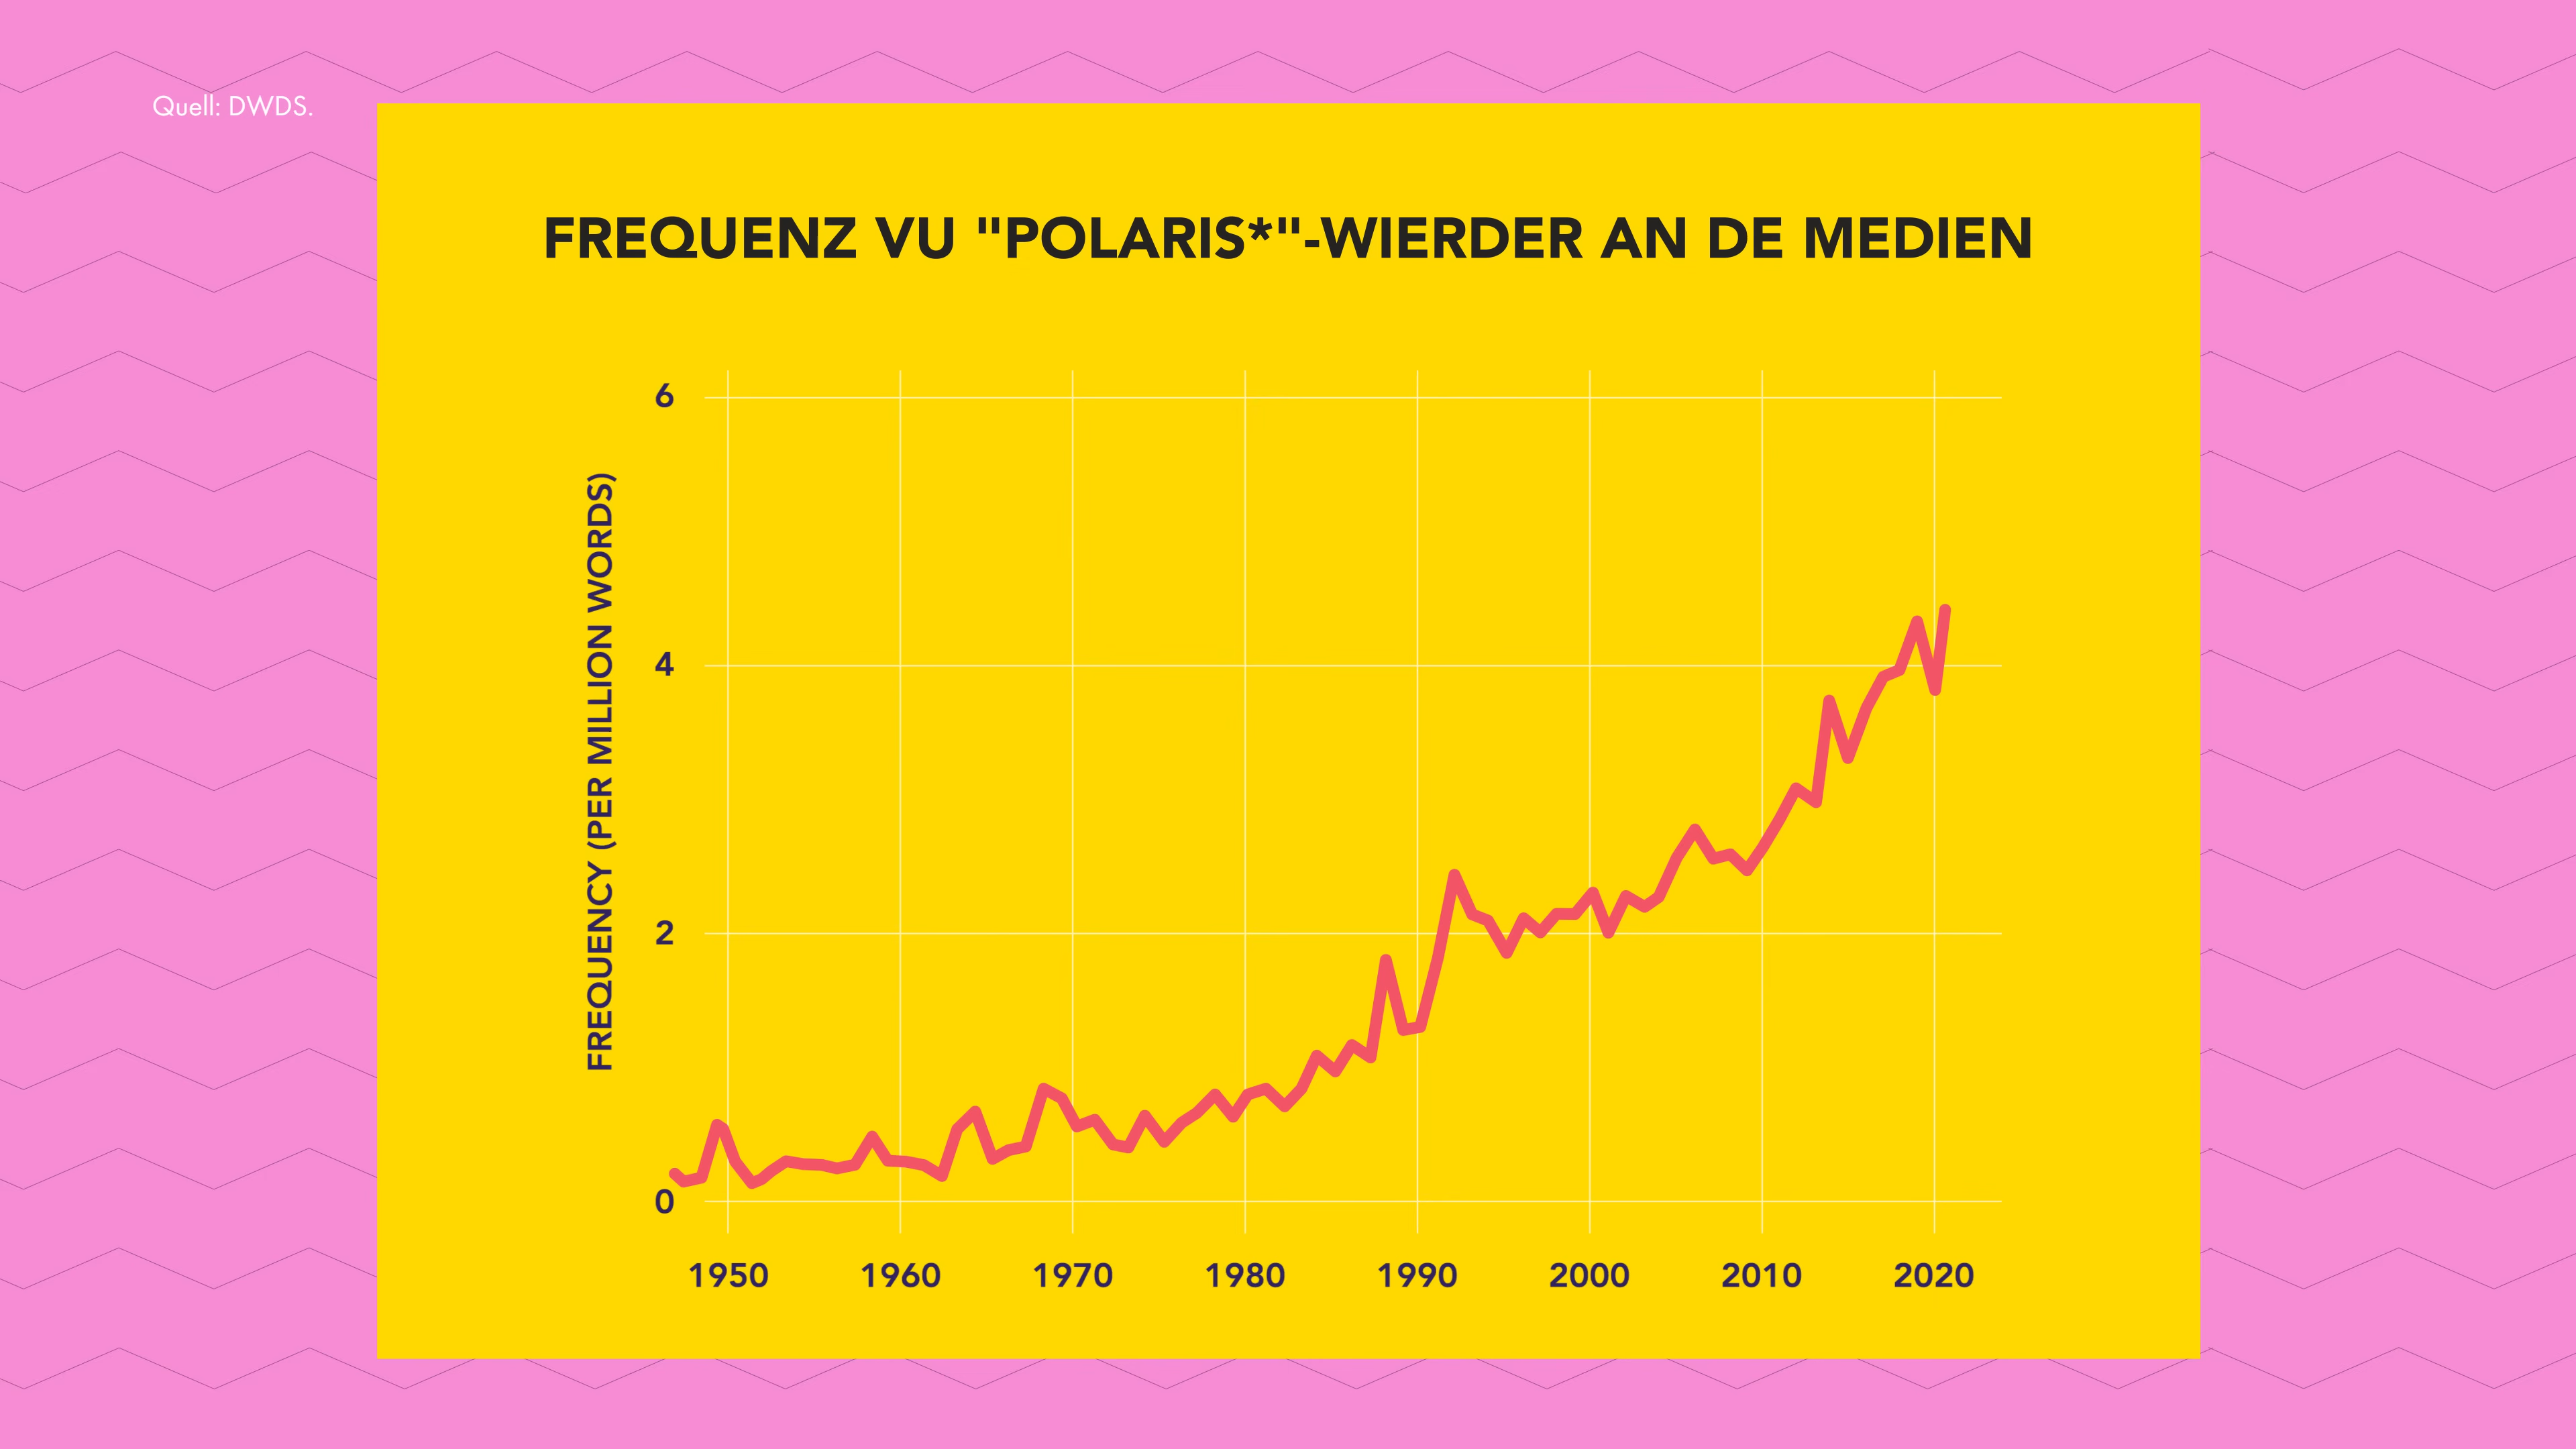 Quell: DWDS.
FREQUENZ VU "POLARIS*"-WIERDER AN DE MEDIEN
FREQUENCY (PER MILLION WORDS)
6
4
2
0
1950 1960 1970 1980 1990 2000 2010 2020